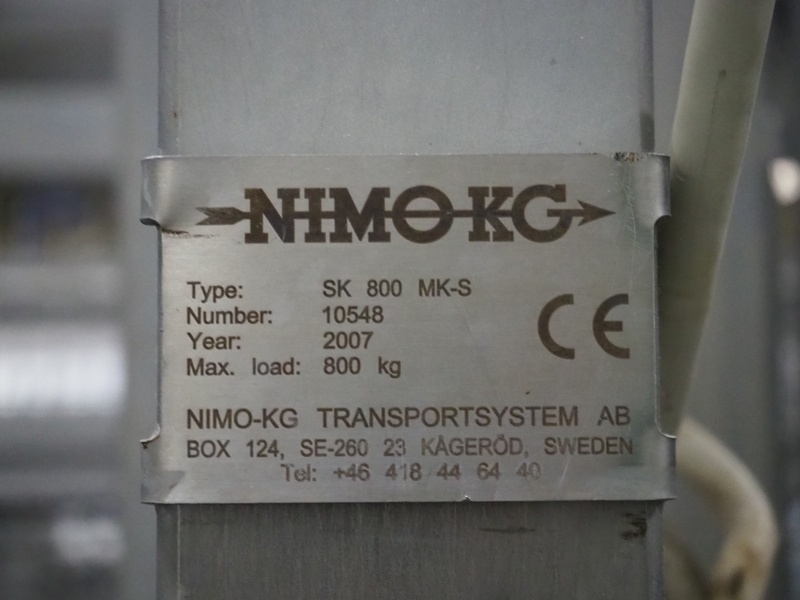 NIMO-KG
Type: SK 800 MK-S
Number: 10548
Year: 2007
Max. load: 800 kg
CE
NIMO-KG TRANSPORTSYSTEM AB
BOX 124, SE-260 23 KÅGERÖD, SWEDEN
Tel: +46 418 44 64 40